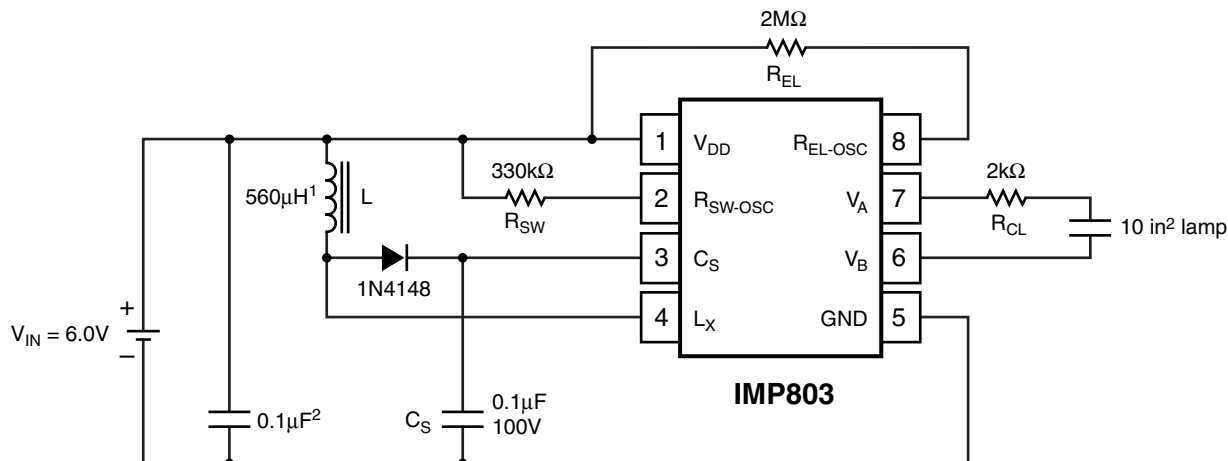 2MΩ
R_EL
1 V_DD
R_EL-OSC 8
330kΩ
R_SW
2 R_SW-OSC
V_A 7
2kΩ
R_CL
560μH¹
L
10 in² lamp
3 C_S
V_B 6
1N4148
4 L_X
GND 5
+
V_IN = 6.0V
–
IMP803
0.1μF²
C_S
0.1μF
100V